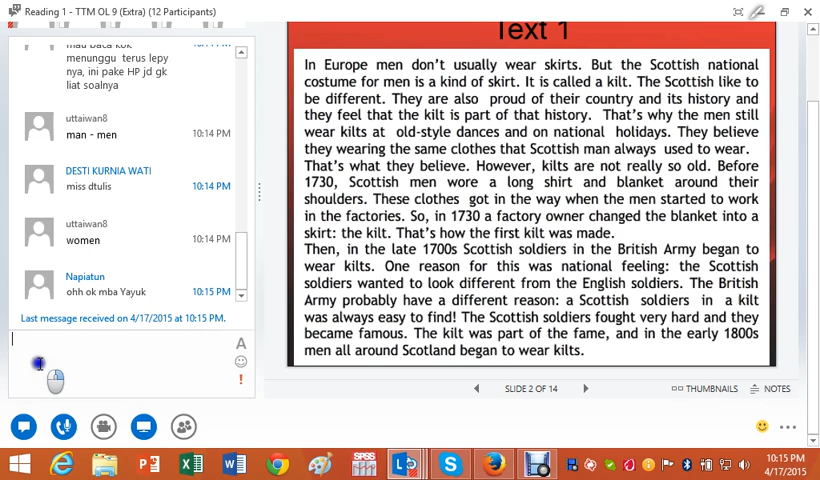 Reading 1 - TTM OL 9 (Extra) (12 Participants)
mau baca kok
menunggu terus lepy
nya, ini pake HP jd gk
liat soalnya
uttaiwan8
man - men
10:14 PM
DESTI KURNIA WATI
miss dtulis
10:14 PM
uttaiwan8
women
10:14 PM
Napiatun
ohh ok mba Yayuk
10:15 PM
Last message received on 4/17/2015 at 10:15 PM.
A
!
Text 1
In Europe men don't usually wear skirts. But the Scottish national
costume for men is a kind of skirt. It is called a kilt. The Scottish like to
be different. They are also proud of their country and its history and
they feel that the kilt is part of that history. That's why the men still
wear kilts at old-style dances and on national holidays. They believe
they wearing the same clothes that Scottish man always used to wear.
That's what they believe. However, kilts are not really so old. Before
1730, Scottish men wore a long shirt and blanket around their
shoulders. These clothes got in the way when the men started to work
in the factories. So, in 1730 a factory owner changed the blanket into a
skirt: the kilt. That's how the first kilt was made.
Then, in the late 1700s Scottish soldiers in the British Army began to
wear kilts. One reason for this was national feeling: the Scottish
soldiers wanted to look different from the English soldiers. The British
Army probably have a different reason: a Scottish soldiers in a kilt
was always easy to find! The Scottish soldiers fought very hard and they
became famous. The kilt was part of the fame, and in the early 1800s
men all around Scotland began to wear kilts.
SLIDE 2 OF 14
THUMBNAILS
NOTES
SPSS
10:15 PM
4/17/2015